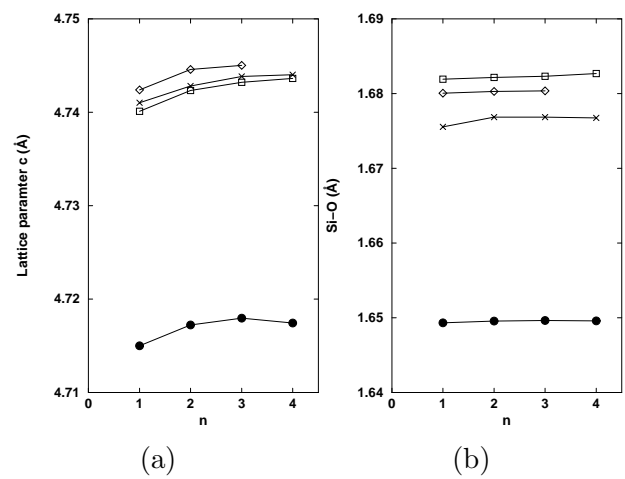 4.75
4.74
4.73
4.72
4.71
Lattice paramter c (Å)
0 1 2 3 4
n
(a)
1.69
1.68
1.67
1.66
1.65
1.64
Si–O (Å)
0 1 2 3 4
n
(b)